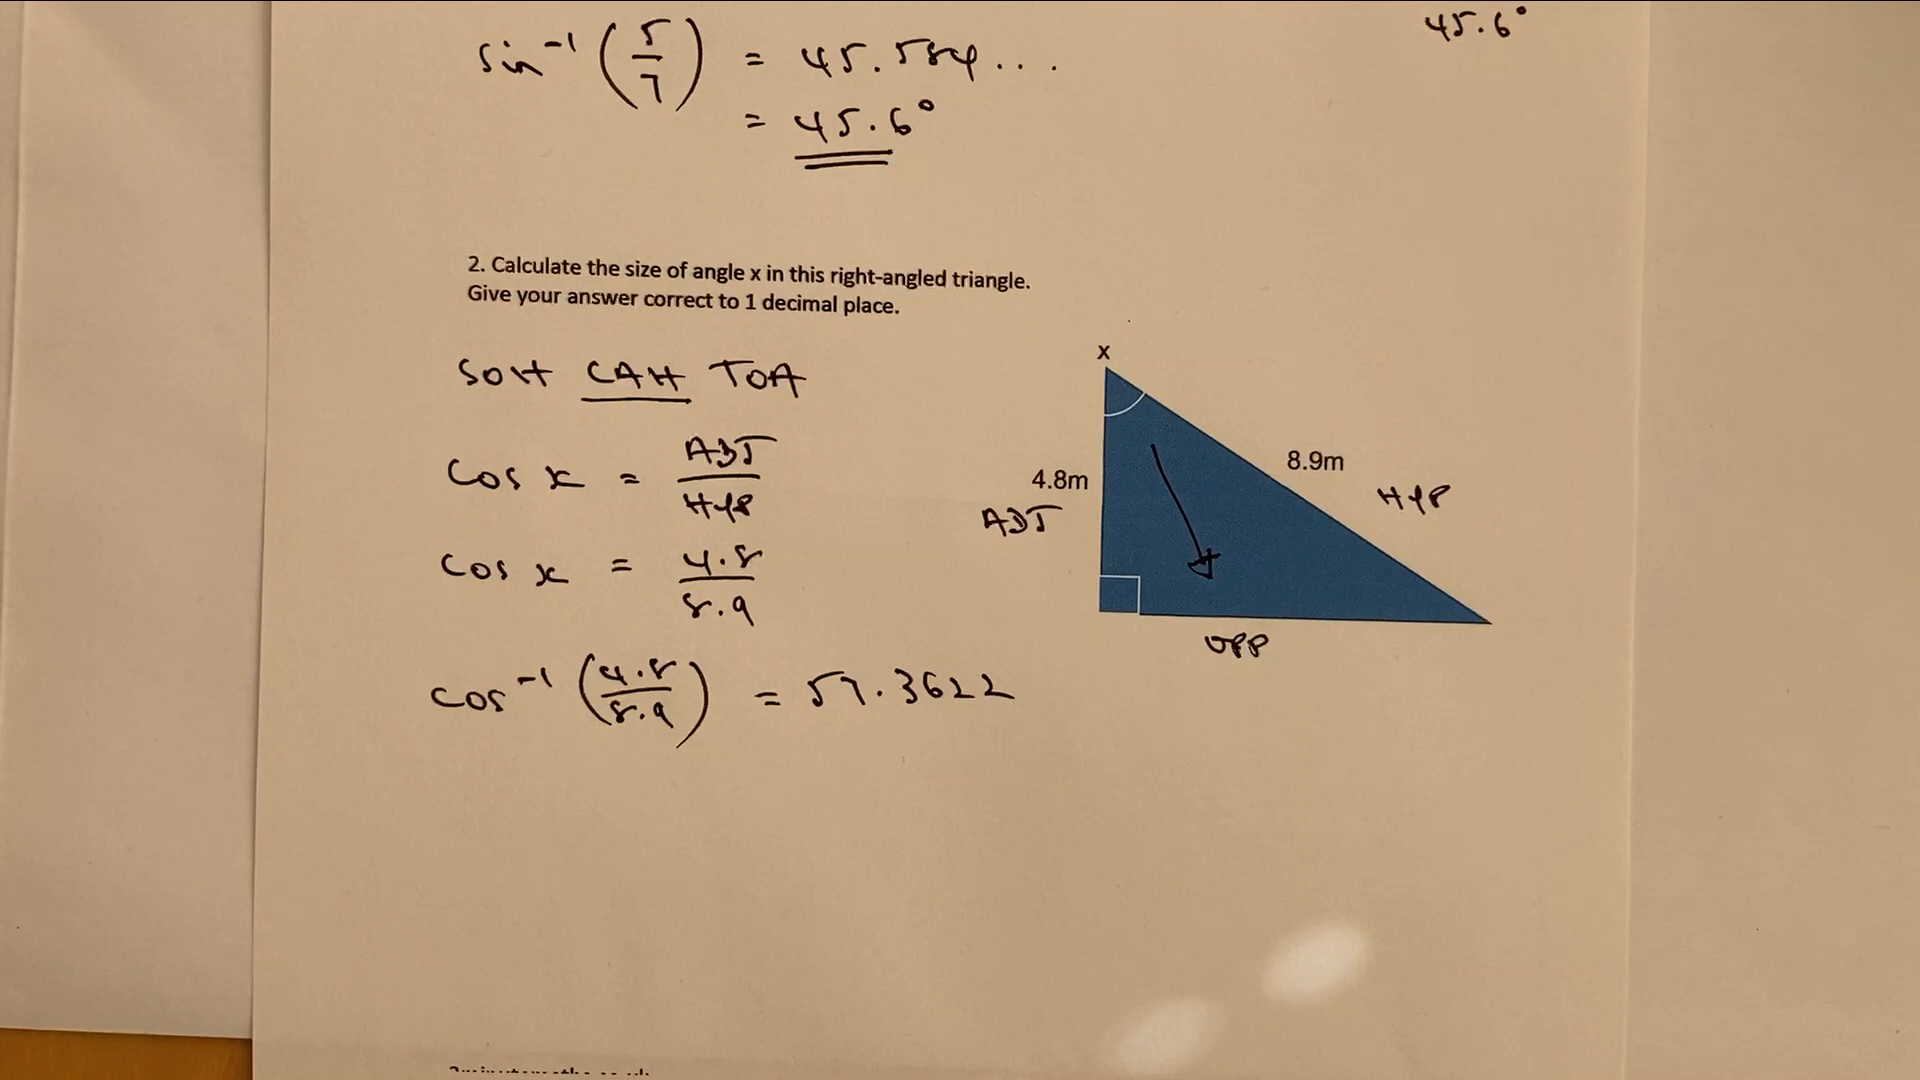 sin⁻¹ (5/7) = 45.584...
45.6°
= 45.6°
2. Calculate the size of angle x in this right-angled triangle.
Give your answer correct to 1 decimal place.
SOH CAH TOA
x
cos x = ADJ/HYP
4.8m
8.9m
ADJ
HYP
cos x = 4.8/8.9
OPP
cos⁻¹ (4.8/8.9) = 57.3622